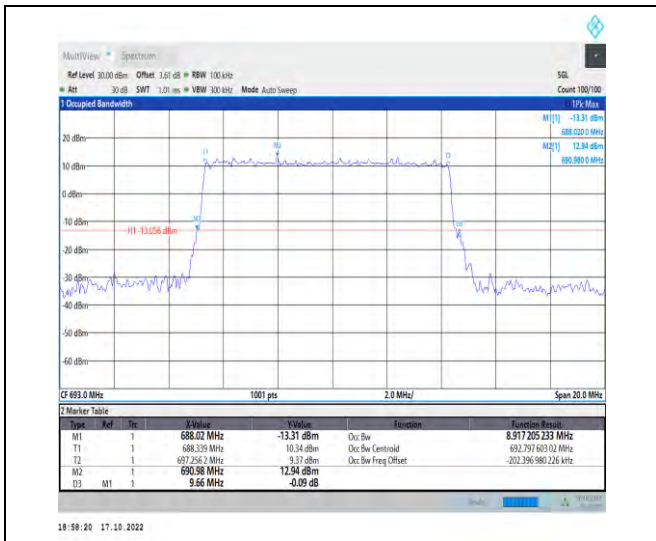 MultiView Spectrum
Ref Level 30.00 dBm Offset 3.61 dB RBW 100 kHz SGL
Att 30 dB SWT 1.01 ms VBW 300 kHz Mode Auto Sweep Count 100/100
1 Occupied Bandwidth 1Pk Max
M1[1] -13.31 dBm
688.020 0 MHz
M2[1] 12.94 dBm
690.980 0 MHz
20 dBm
10 dBm
0 dBm
-10 dBm
H1 -13.056 dBm
-20 dBm
-30 dBm
-40 dBm
-50 dBm
-60 dBm
T1
M2
T2
M1
D3
CF 693.0 MHz 1001 pts 2.0 MHz/ Span 20.0 MHz
2 Marker Table
Type Ref Trc X-Value Y-Value Function Function Result
M1 1 688.02 MHz -13.31 dBm Occ Bw 8.917 205 233 MHz
T1 1 688.339 MHz 10.34 dBm Occ Bw Centroid 692.797 603 02 MHz
T2 1 697.256 2 MHz 9.37 dBm Occ Bw Freq Offset -202.396 980 226 kHz
M2 1 690.98 MHz 12.94 dBm
D3 M1 1 9.66 MHz -0.09 dB
18:58:20 17.10.2022